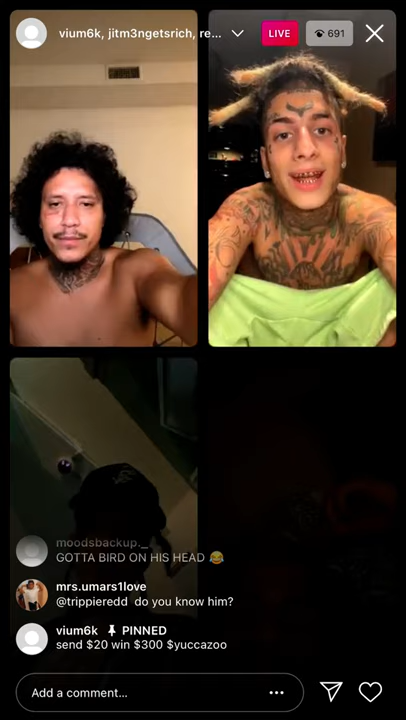 vium6k, jitm3ngetsrich, re...
LIVE
691
moodsbackup._
GOTTA BIRD ON HIS HEAD 😂
mrs.umars1love
@trippieredd do you know him?
vium6k PINNED
send $20 win $300 $yuccazoo
Add a comment...